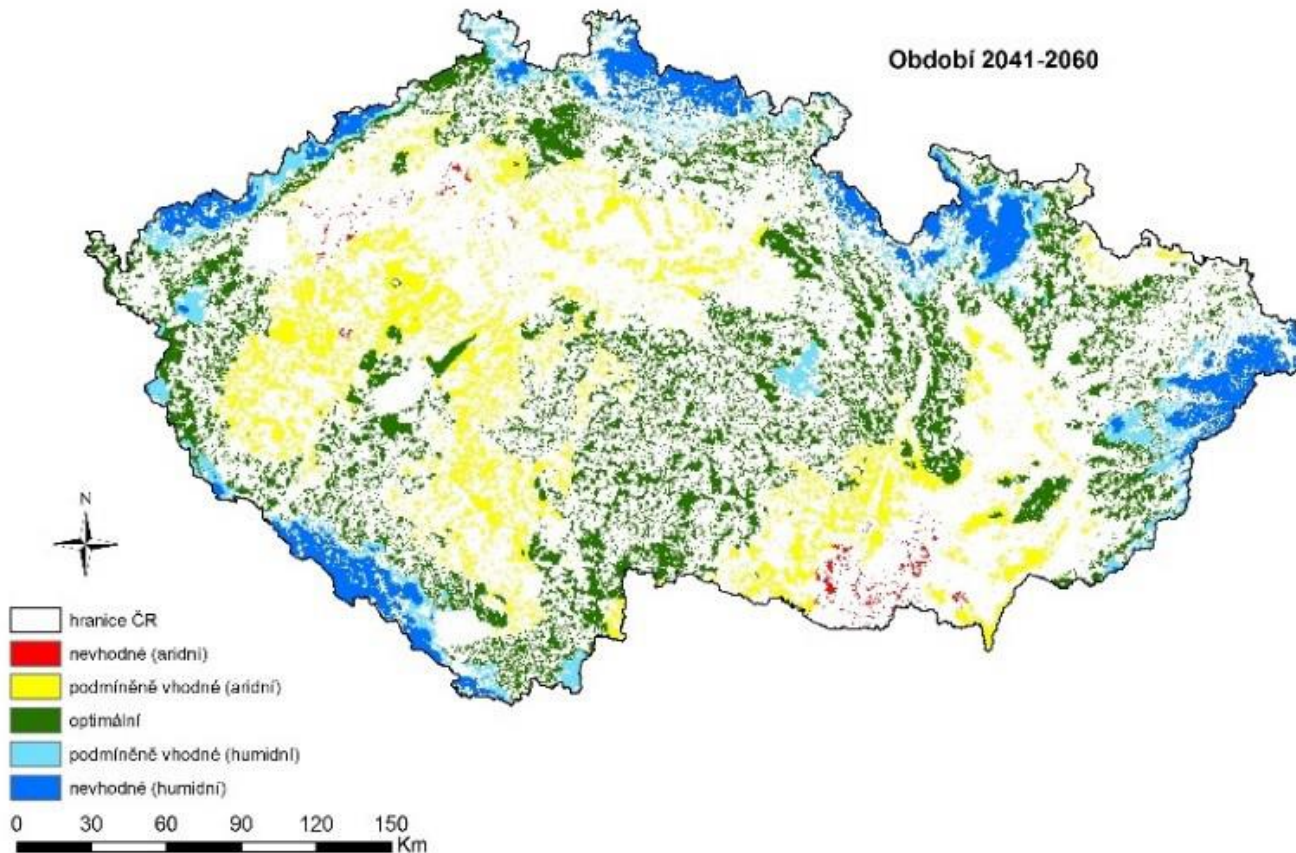 Období 2041-2060
N
hranice ČR
nevhodné (aridní)
podmíněně vhodné (aridní)
optimální
podmíněně vhodné (humidní)
nevhodné (humidní)
0 30 60 90 120 150
Km